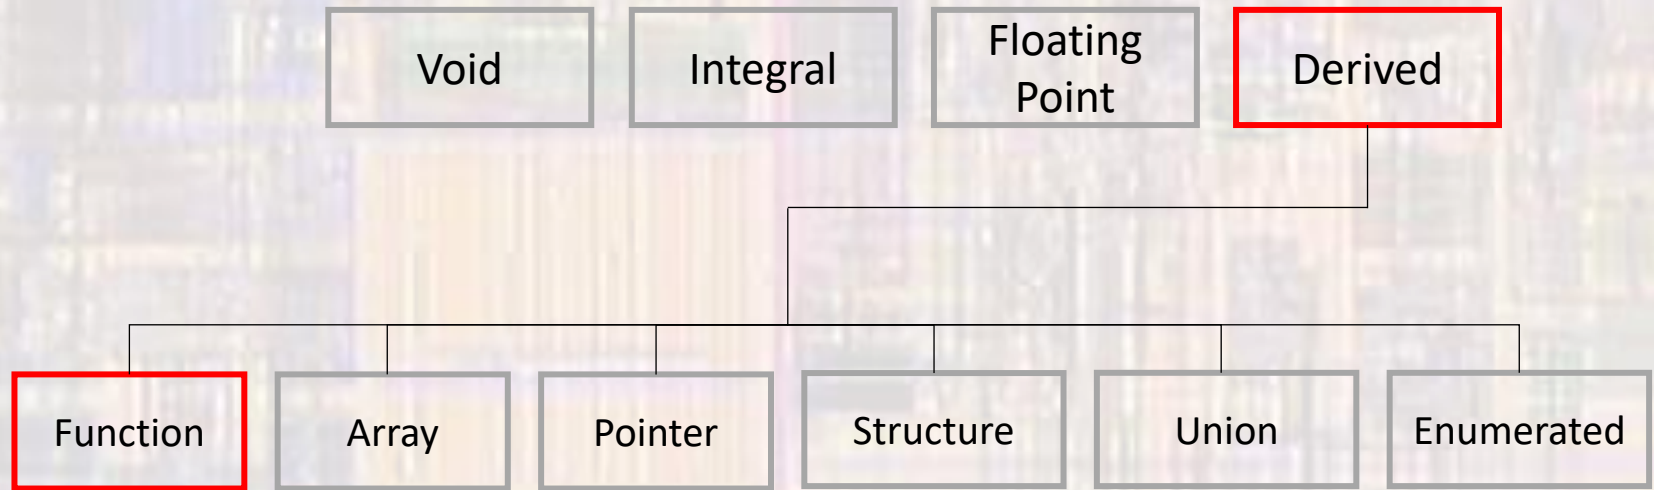 Void
Integral
Floating
Point
Derived
Function
Array
Pointer
Structure
Union
Enumerated